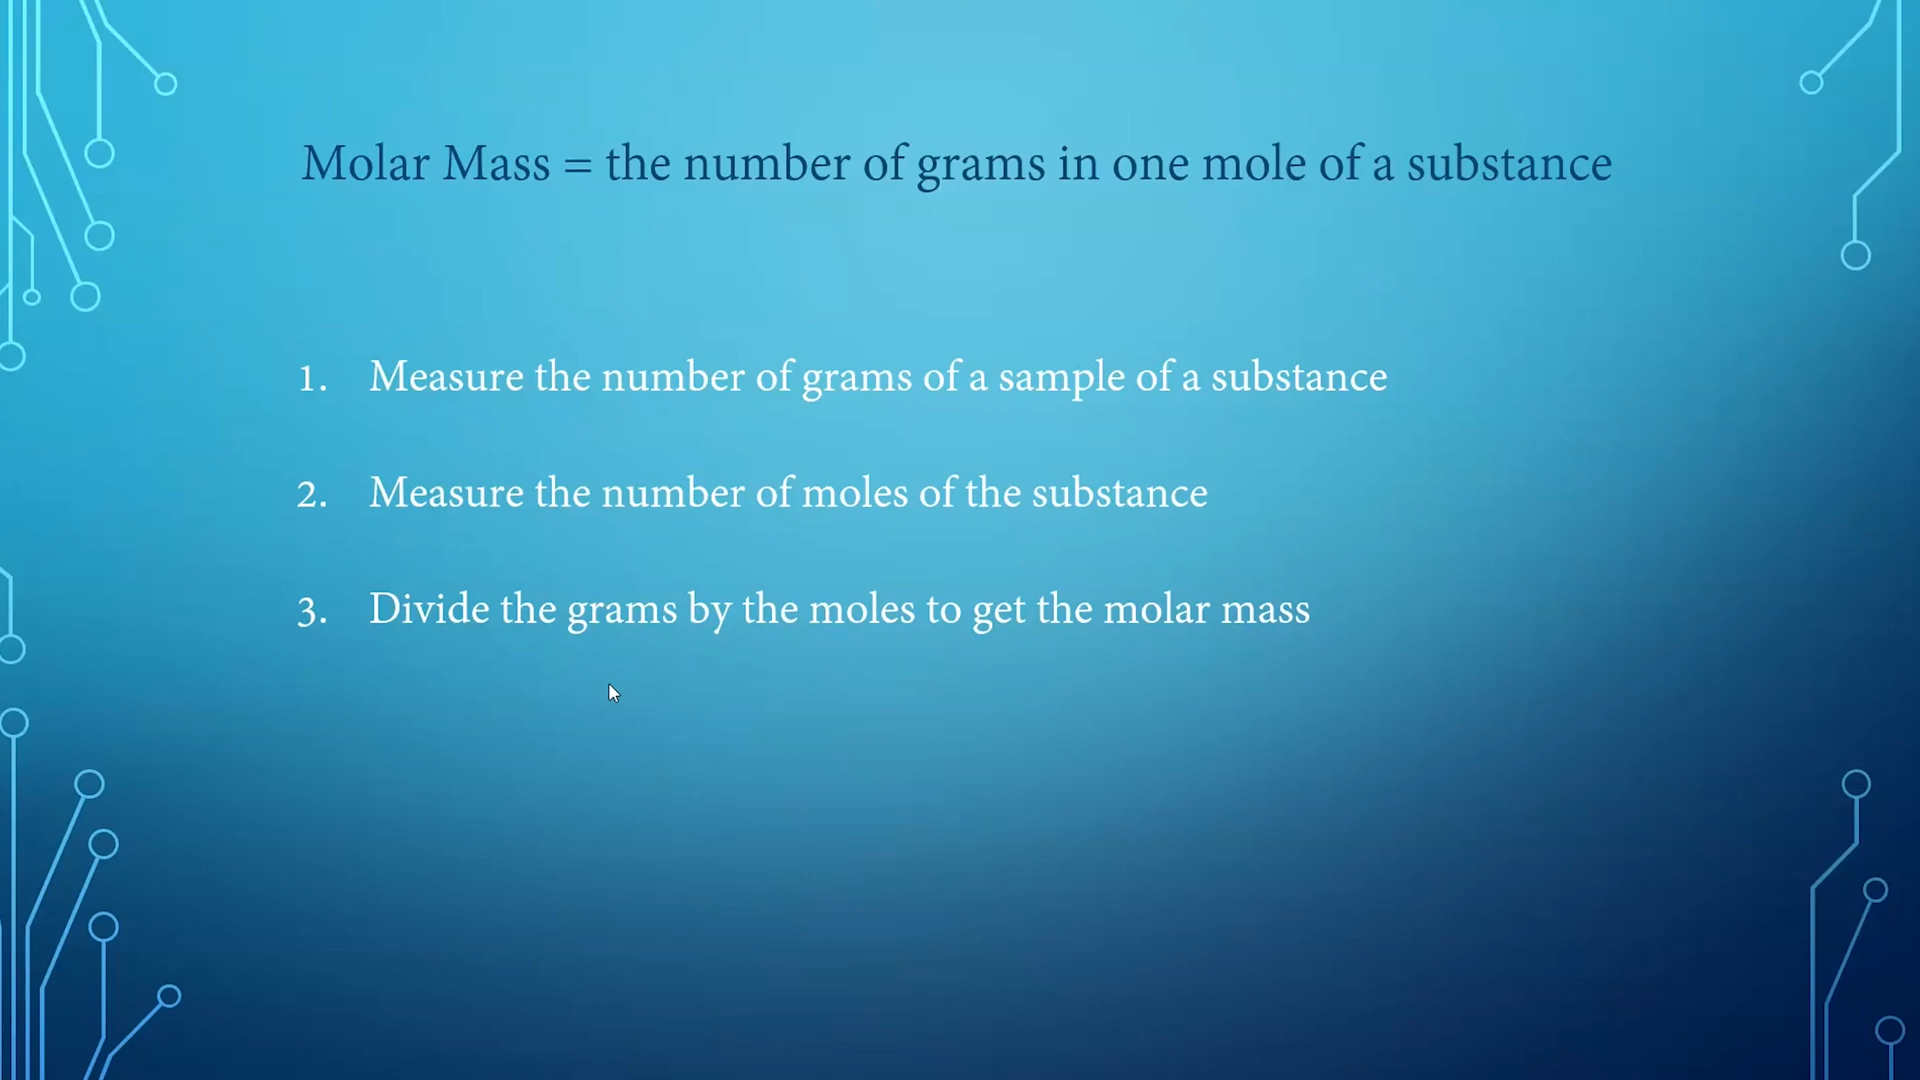 Molar Mass = the number of grams in one mole of a substance
1. Measure the number of grams of a sample of a substance
2. Measure the number of moles of the substance
3. Divide the grams by the moles to get the molar mass